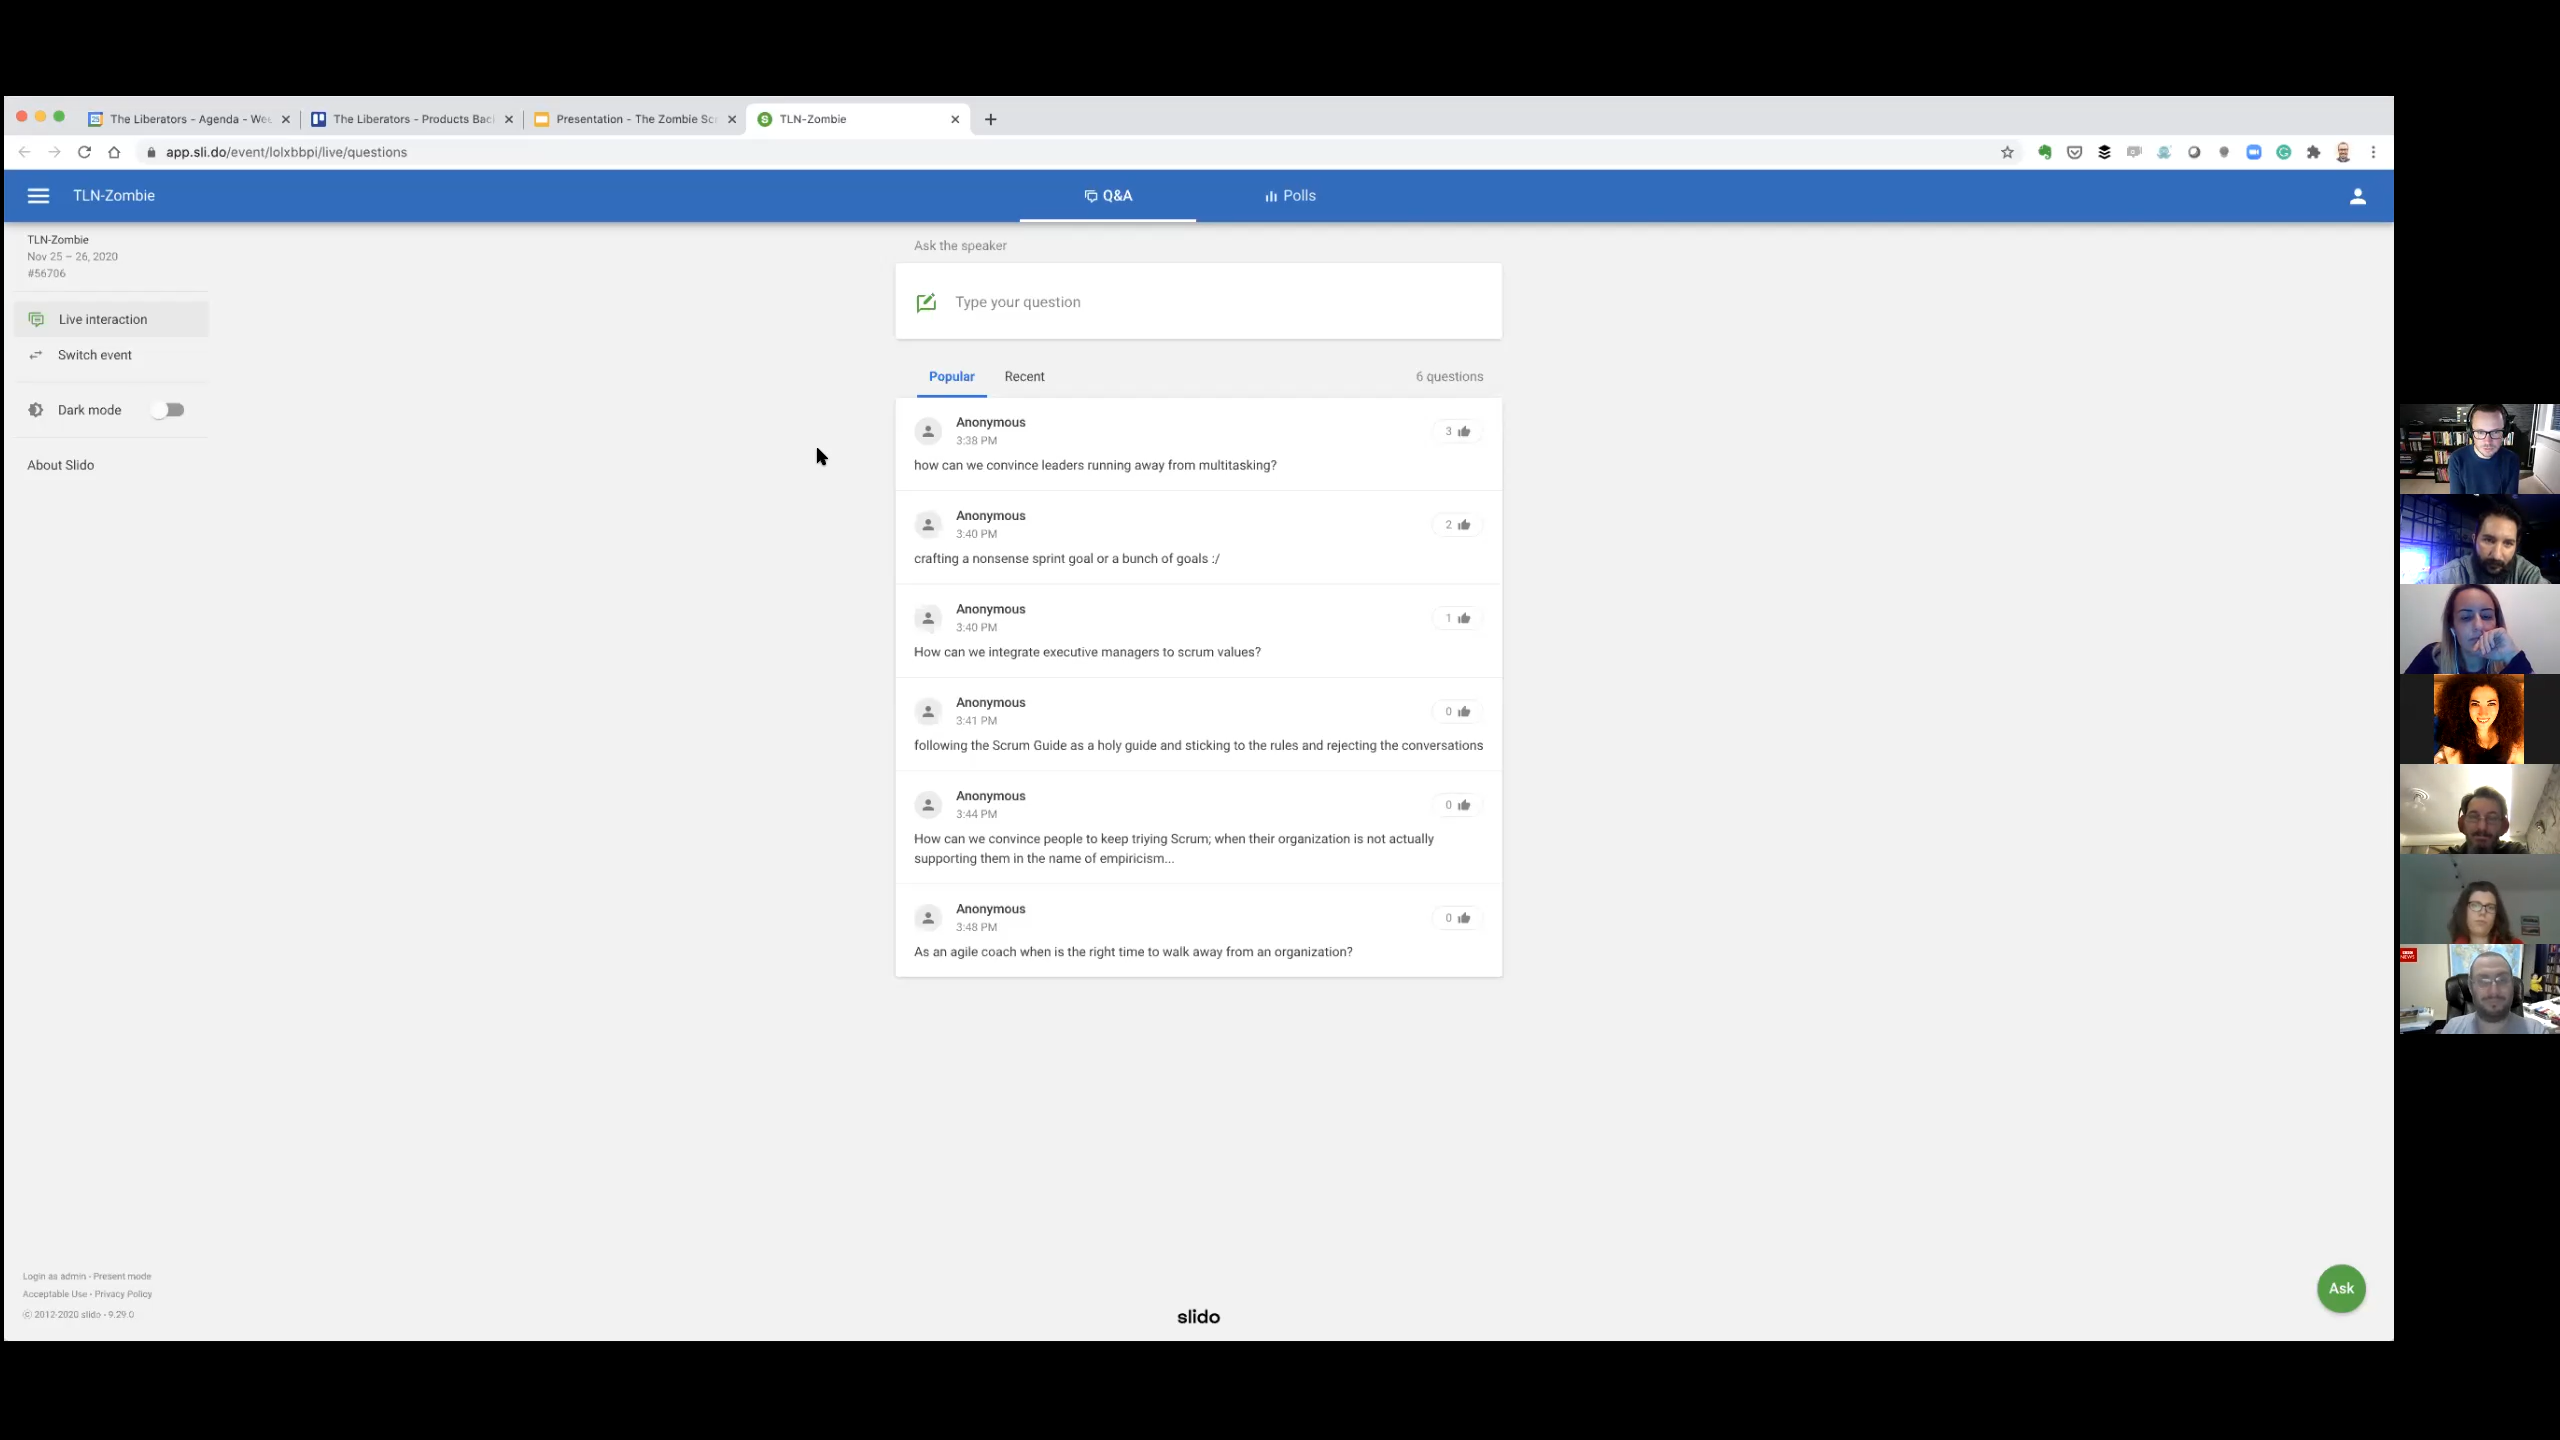 The Liberators - Agenda - Wee
The Liberators - Products Bac
Presentation - The Zombie Scr
TLN-Zombie
app.sli.do/event/lolxbbpi/live/questions
TLN-Zombie
Q&A
Polls
TLN-Zombie
Nov 25 – 26, 2020
#56706
Live interaction
Switch event
Dark mode
About Slido
Ask the speaker
Type your question
Popular
Recent
6 questions
Anonymous
3:38 PM
3
how can we convince leaders running away from multitasking?
Anonymous
3:40 PM
2
crafting a nonsense sprint goal or a bunch of goals :/
Anonymous
3:40 PM
1
How can we integrate executive managers to scrum values?
Anonymous
3:41 PM
0
following the Scrum Guide as a holy guide and sticking to the rules and rejecting the conversations
Anonymous
3:44 PM
0
How can we convince people to keep triying Scrum; when their organization is not actually
supporting them in the name of empiricism...
Anonymous
3:48 PM
0
As an agile coach when is the right time to walk away from an organization?
Login as admin - Present mode
Acceptable Use - Privacy Policy
© 2012-2020 slido - 9.29.0
slido
Ask
BBC
NEWS